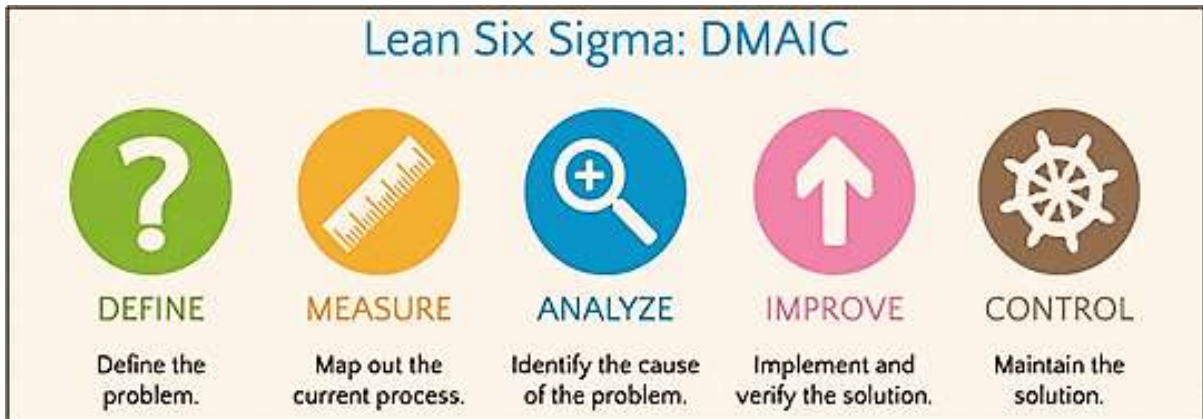 Lean Six Sigma: DMAIC
DEFINE
Define the
problem.
MEASURE
Map out the
current process.
ANALYZE
Identify the cause
of the problem.
IMPROVE
Implement and
verify the solution.
CONTROL
Maintain the
solution.